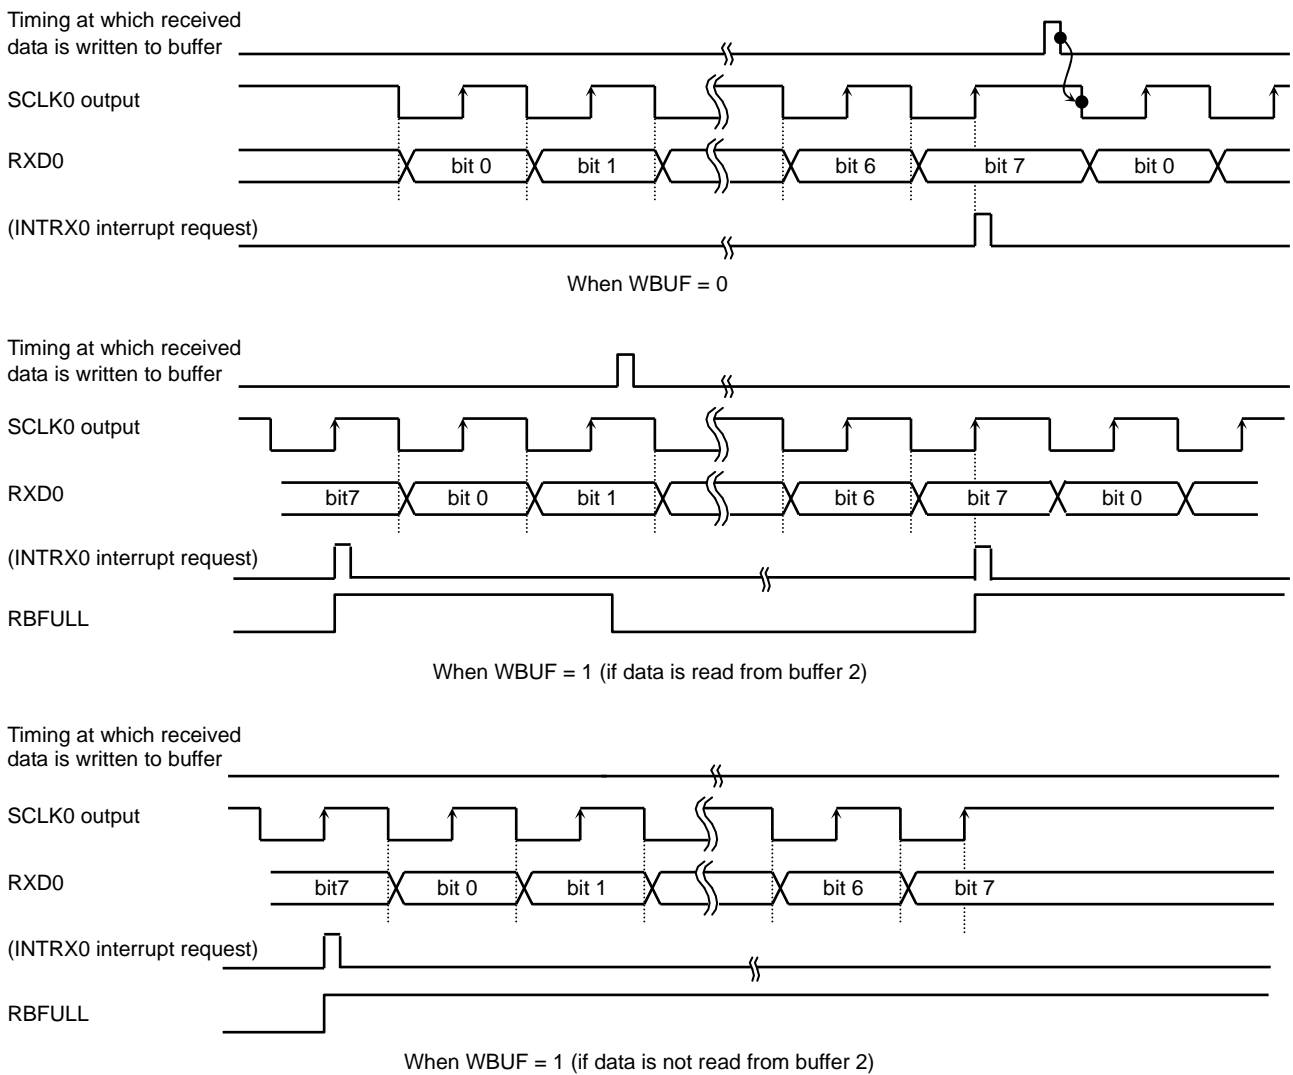 Timing at which received
data is written to buffer
SCLK0 output
RXD0
bit 0
bit 1
bit 6
bit 7
bit 0
(INTRX0 interrupt request)
When WBUF = 0
Timing at which received
data is written to buffer
SCLK0 output
RXD0
bit7
bit 0
bit 1
bit 6
bit 7
bit 0
(INTRX0 interrupt request)
RBFULL
When WBUF = 1 (if data is read from buffer 2)
Timing at which received
data is written to buffer
SCLK0 output
RXD0
bit7
bit 0
bit 1
bit 6
bit 7
(INTRX0 interrupt request)
RBFULL
When WBUF = 1 (if data is not read from buffer 2)